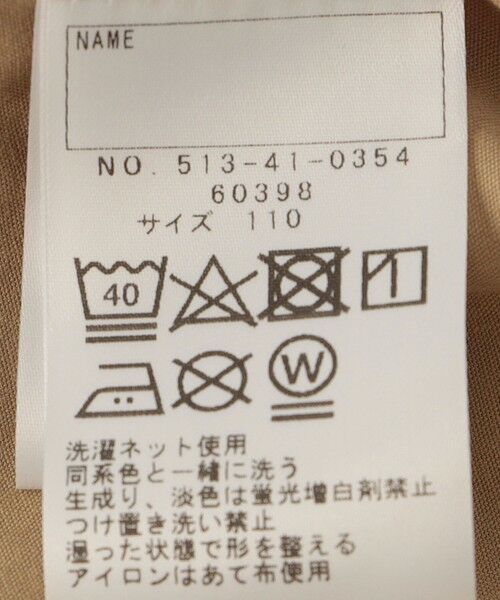 NAME
NO. 513-41-0354
60398
サイズ 110
40
W
洗濯ネット使用
同系色と一緒に洗う
生成り、淡色は蛍光増白剤禁止
つけ置き洗い禁止
湿った状態で形を整える
アイロンはあて布使用